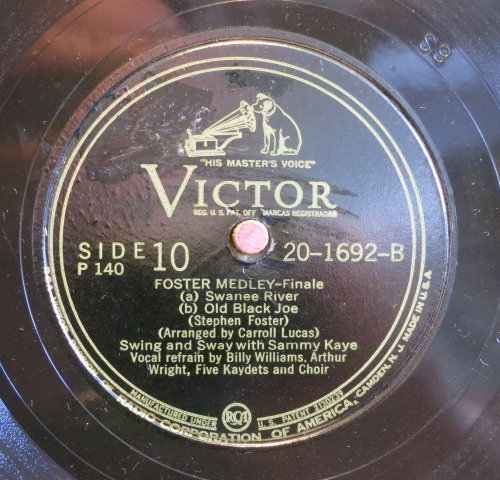 S9
"HIS MASTER'S VOICE"
VICTOR
REG. U. S. PAT. OFF. MARCAS REGISTRADAS
SIDE 10
P 140
20-1692-B
FOSTER MEDLEY-Finale
(a) Swanee River
(b) Old Black Joe
(Stephen Foster)
(Arranged by Carroll Lucas)
Swing and Sway with Sammy Kaye
Vocal refrain by Billy Williams, Arthur
Wright, Five Kaydets and Choir
MANUFACTURED UNDER
RCA
U. S. PATENT
RADIO CORPORATION OF AMERICA, CAMDEN, N. J. MADE IN U. S. A